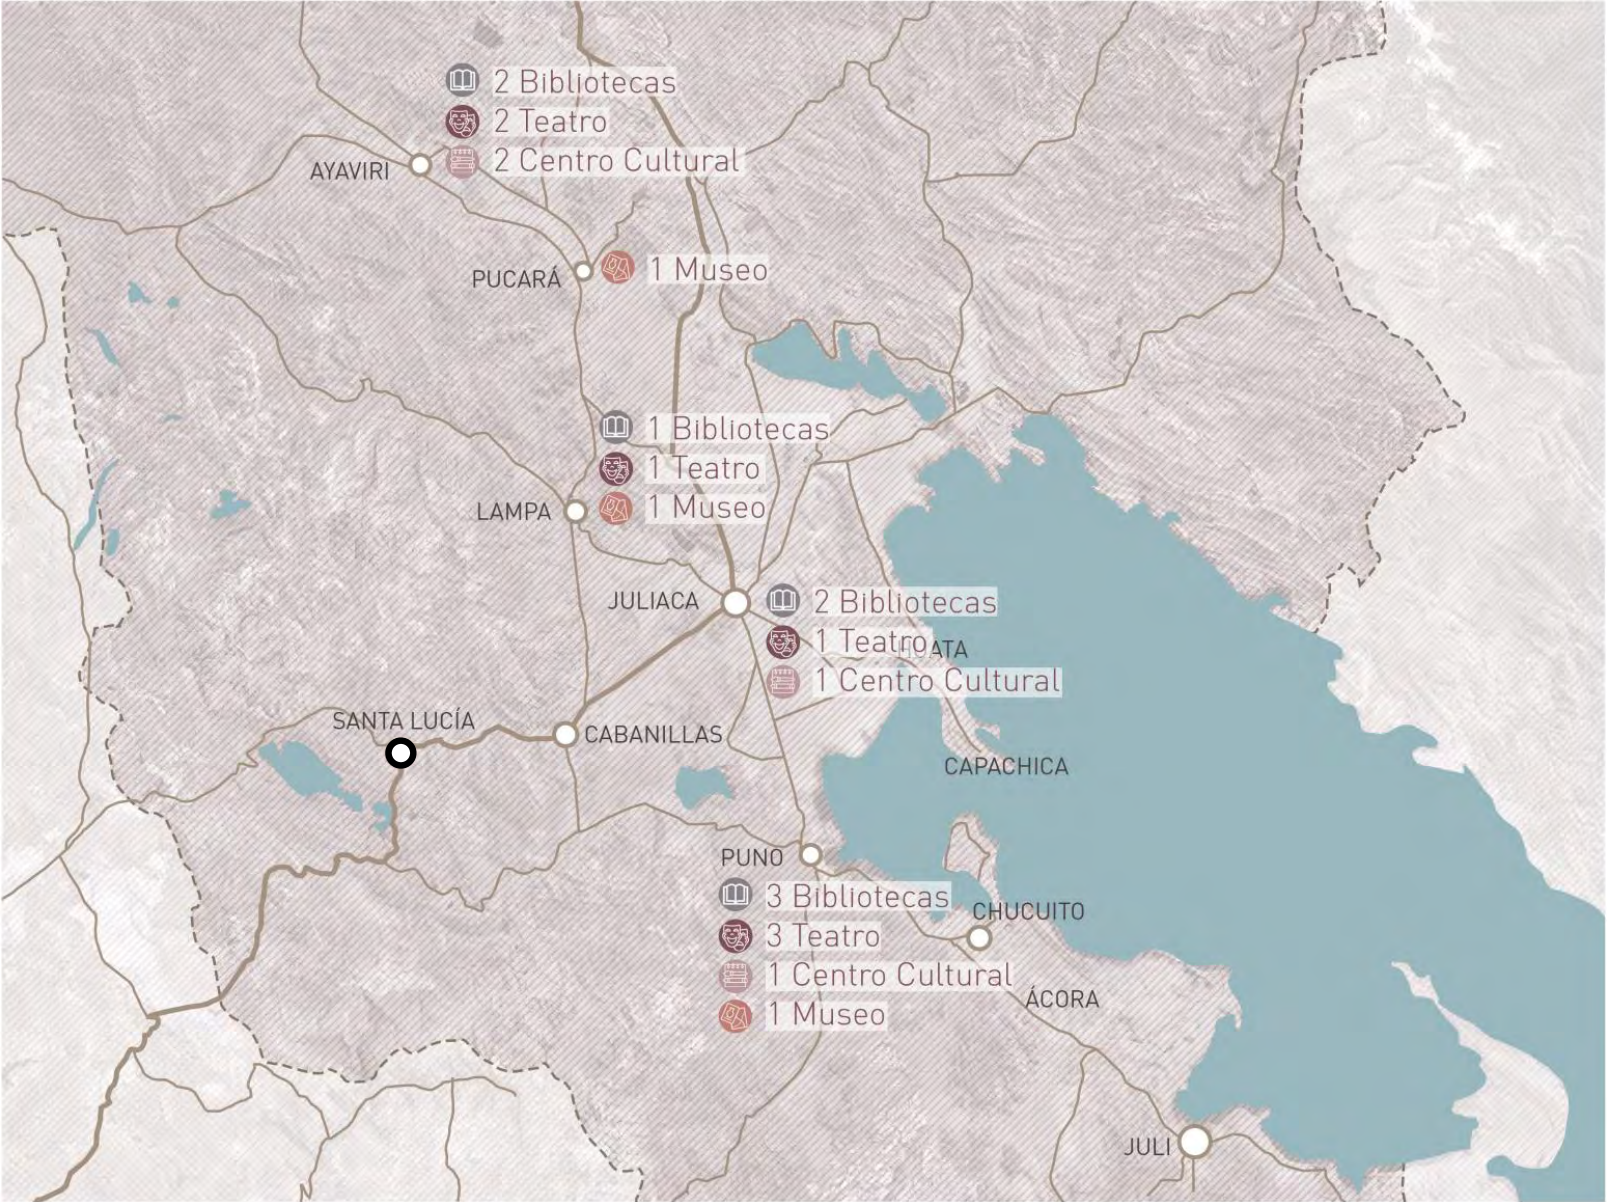 2 Bibliotecas
2 Teatro
2 Centro Cultural
AYAVIRI
PUCARÁ
1 Museo
1 Bibliotecas
1 Teatro
1 Museo
LAMPA
JULIACA
2 Bibliotecas
1 Teatro
ATA
1 Centro Cultural
SANTA LUCÍA
CABANILLAS
CAPACHICA
PUNO
3 Bibliotecas
3 Teatro
1 Centro Cultural
1 Museo
CHUCUITO
ÁCORA
JULI